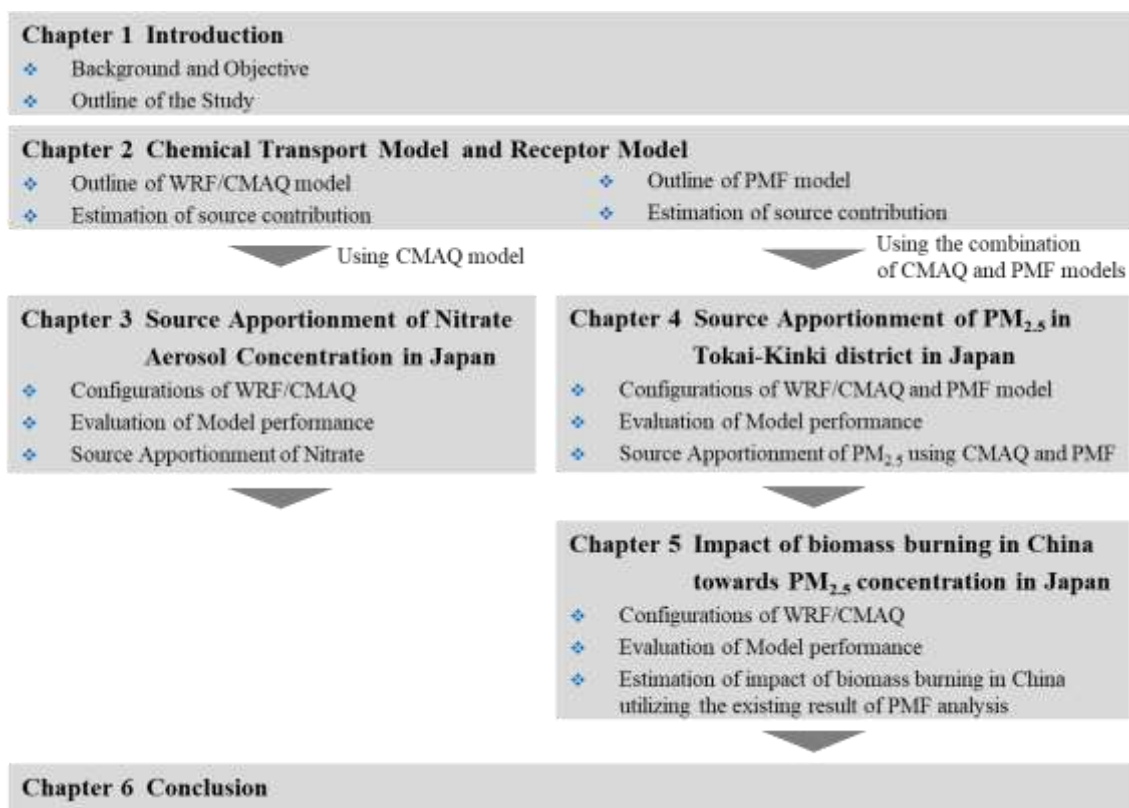 Chapter 1 Introduction
❖ Background and Objective
❖ Outline of the Study
Chapter 2 Chemical Transport Model and Receptor Model
❖ Outline of WRF/CMAQ model
❖ Estimation of source contribution
❖ Outline of PMF model
❖ Estimation of source contribution
Using CMAQ model
Using the combination
of CMAQ and PMF models
Chapter 3 Source Apportionment of Nitrate
Aerosol Concentration in Japan
❖ Configurations of WRF/CMAQ
❖ Evaluation of Model performance
❖ Source Apportionment of Nitrate
Chapter 4 Source Apportionment of PM2.5 in
Tokai-Kinki district in Japan
❖ Configurations of WRF/CMAQ and PMF model
❖ Evaluation of Model performance
❖ Source Apportionment of PM2.5 using CMAQ and PMF
Chapter 5 Impact of biomass burning in China
towards PM2.5 concentration in Japan
❖ Configurations of WRF/CMAQ
❖ Evaluation of Model performance
❖ Estimation of impact of biomass burning in China
utilizing the existing result of PMF analysis
Chapter 6 Conclusion